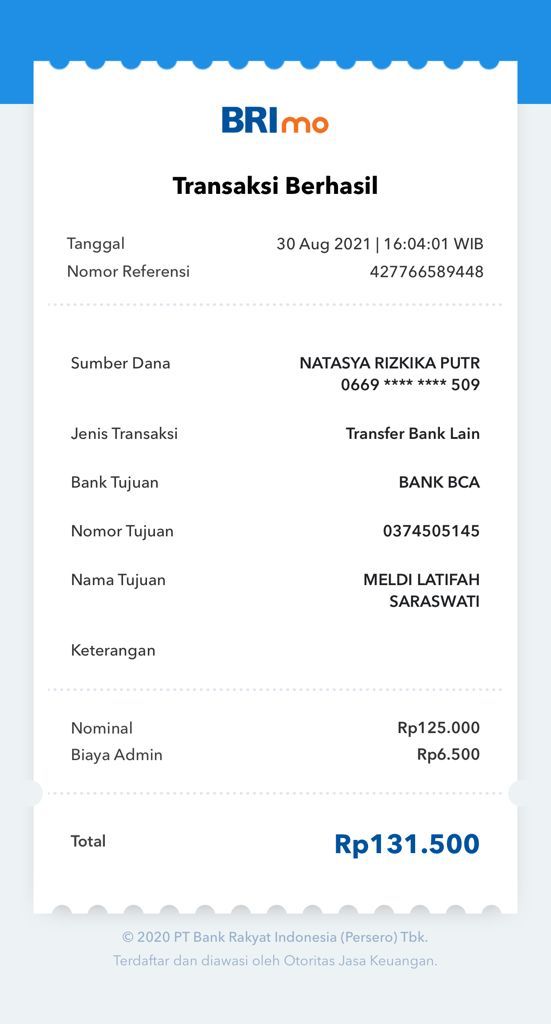 BRImo
Transaksi Berhasil
Tanggal 30 Aug 2021 | 16:04:01 WIB
Nomor Referensi 427766589448
Sumber Dana NATASYA RIZKIKA PUTR
0669 **** **** 509
Jenis Transaksi Transfer Bank Lain
Bank Tujuan BANK BCA
Nomor Tujuan 0374505145
Nama Tujuan MELDI LATIFAH
SARASWATI
Keterangan
Nominal Rp125.000
Biaya Admin Rp6.500
Total Rp131.500
© 2020 PT Bank Rakyat Indonesia (Persero) Tbk.
Terdaftar dan diawasi oleh Otoritas Jasa Keuangan.